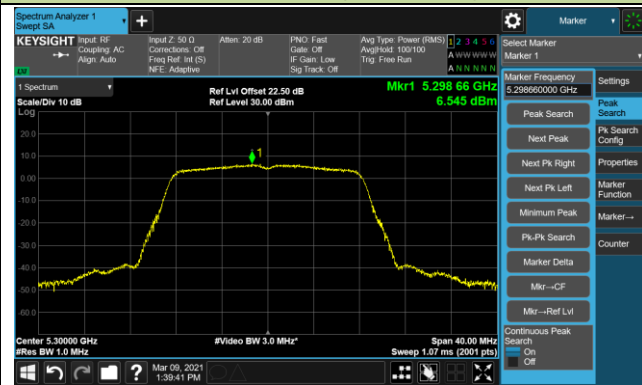 Spectrum Analyzer 1
Swept SA
+
Marker
KEYSIGHT
Input: RF
Coupling: AC
Align: Auto
Input Z: 50 Ω
Corrections: Off
Freq Ref: Int (S)
NFE: Adaptive
Atten: 20 dB
PNO: Fast
Gate: Off
IF Gain: Low
Sig Track: Off
Avg Type: Power (RMS)
Avg|Hold: 100/100
Trig: Free Run
1 2 3 4 5 6
A W W W W W
A N N N N N
LXI
Select Marker
Marker 1
1 Spectrum
Scale/Div 10 dB
Log
Ref Lvl Offset 22.50 dB
Ref Level 30.00 dBm
Mkr1 5.298 66 GHz
6.545 dBm
20.0
10.0
0.00
-10.0
-20.0
-30.0
-40.0
-50.0
-60.0
1
Center 5.30000 GHz
#Res BW 1.0 MHz
#Video BW 3.0 MHz*
Span 40.00 MHz
Sweep 1.07 ms (2001 pts)
Marker Frequency
5.298660000 GHz
Peak Search
Next Peak
Next Pk Right
Next Pk Left
Minimum Peak
Pk-Pk Search
Marker Delta
Mkr→CF
Mkr→Ref Lvl
Continuous Peak
Search
On
Off
Settings
Peak
Search
Pk Search
Config
Properties
Marker
Function
Marker→
Counter
?
Mar 09, 2021
1:39:41 PM